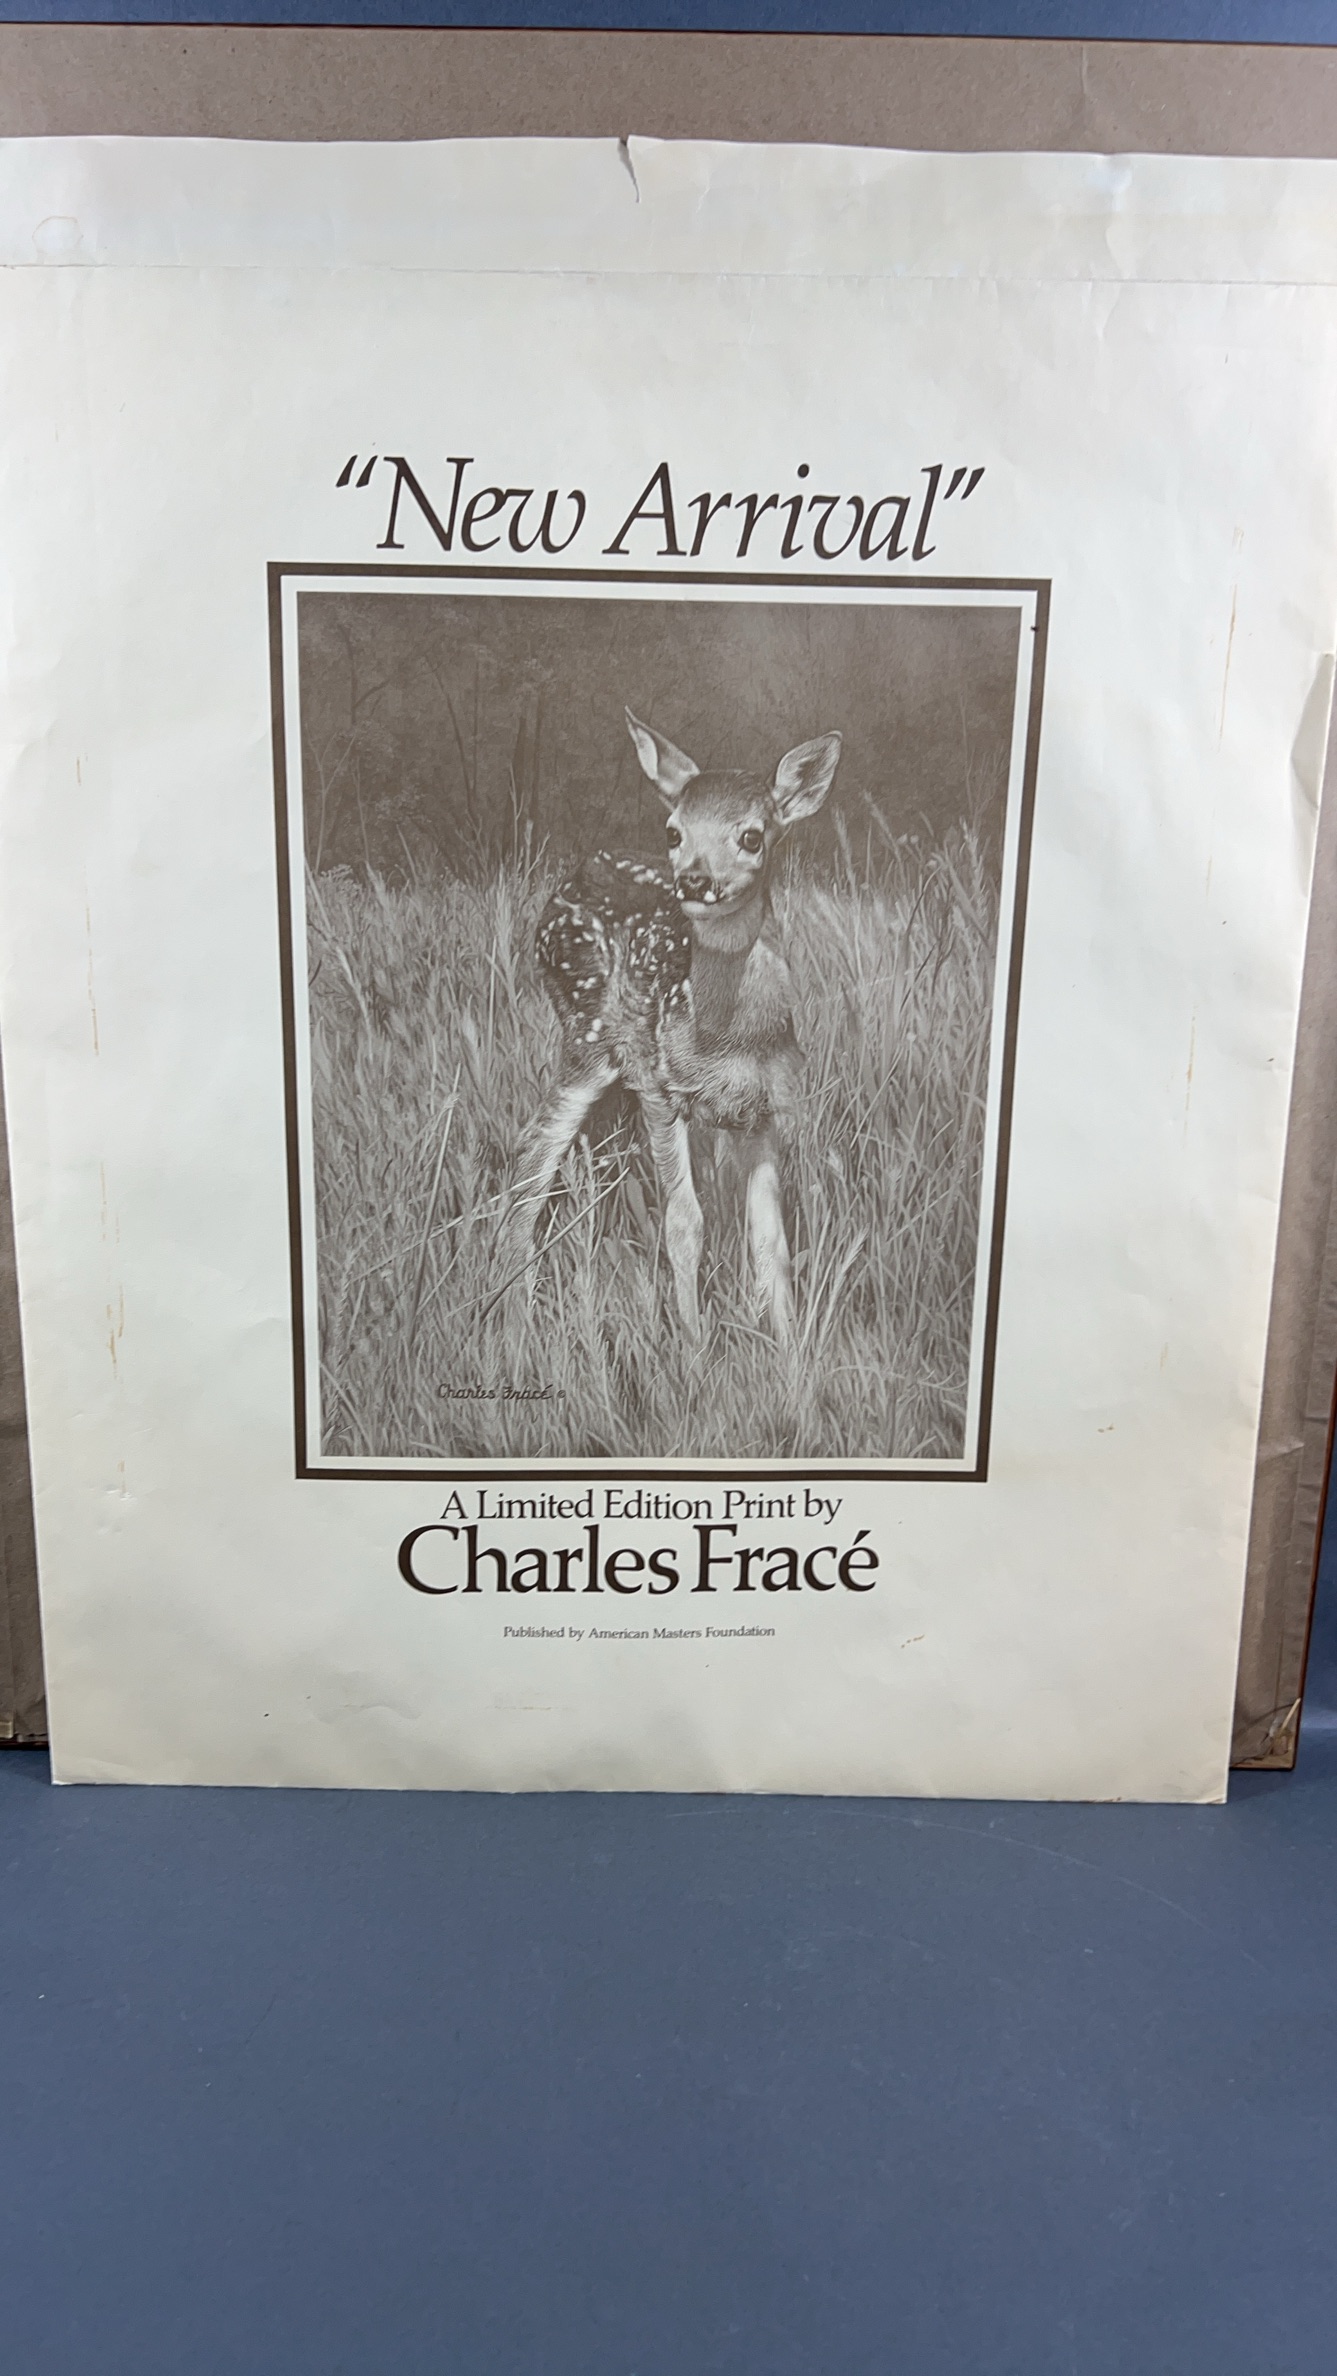 “New Arrival”
Charles Fracé ©
A Limited Edition Print by
Charles Fracé
Published by American Masters Foundation